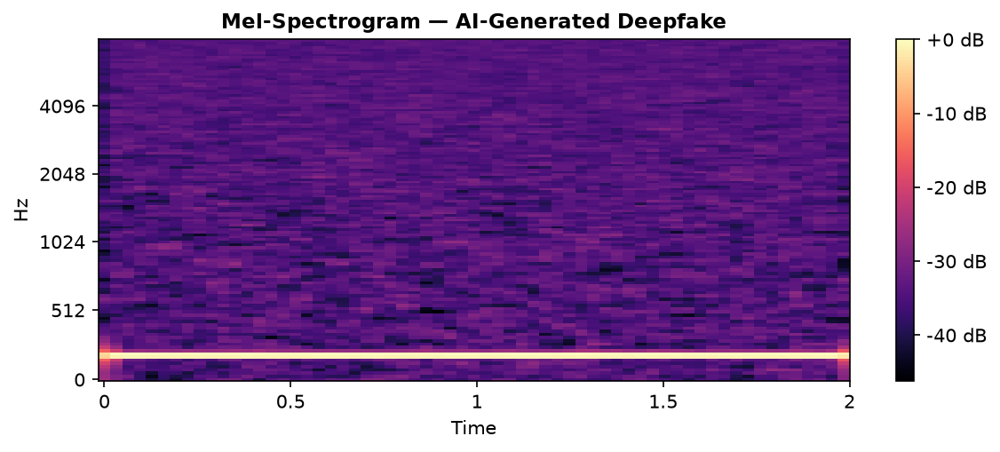 Mel-Spectrogram — AI-Generated Deepfake
+0 dB
-10 dB
-20 dB
-30 dB
-40 dB
4096
2048
1024
512
0
Hz
0
0.5
1
1.5
2
Time